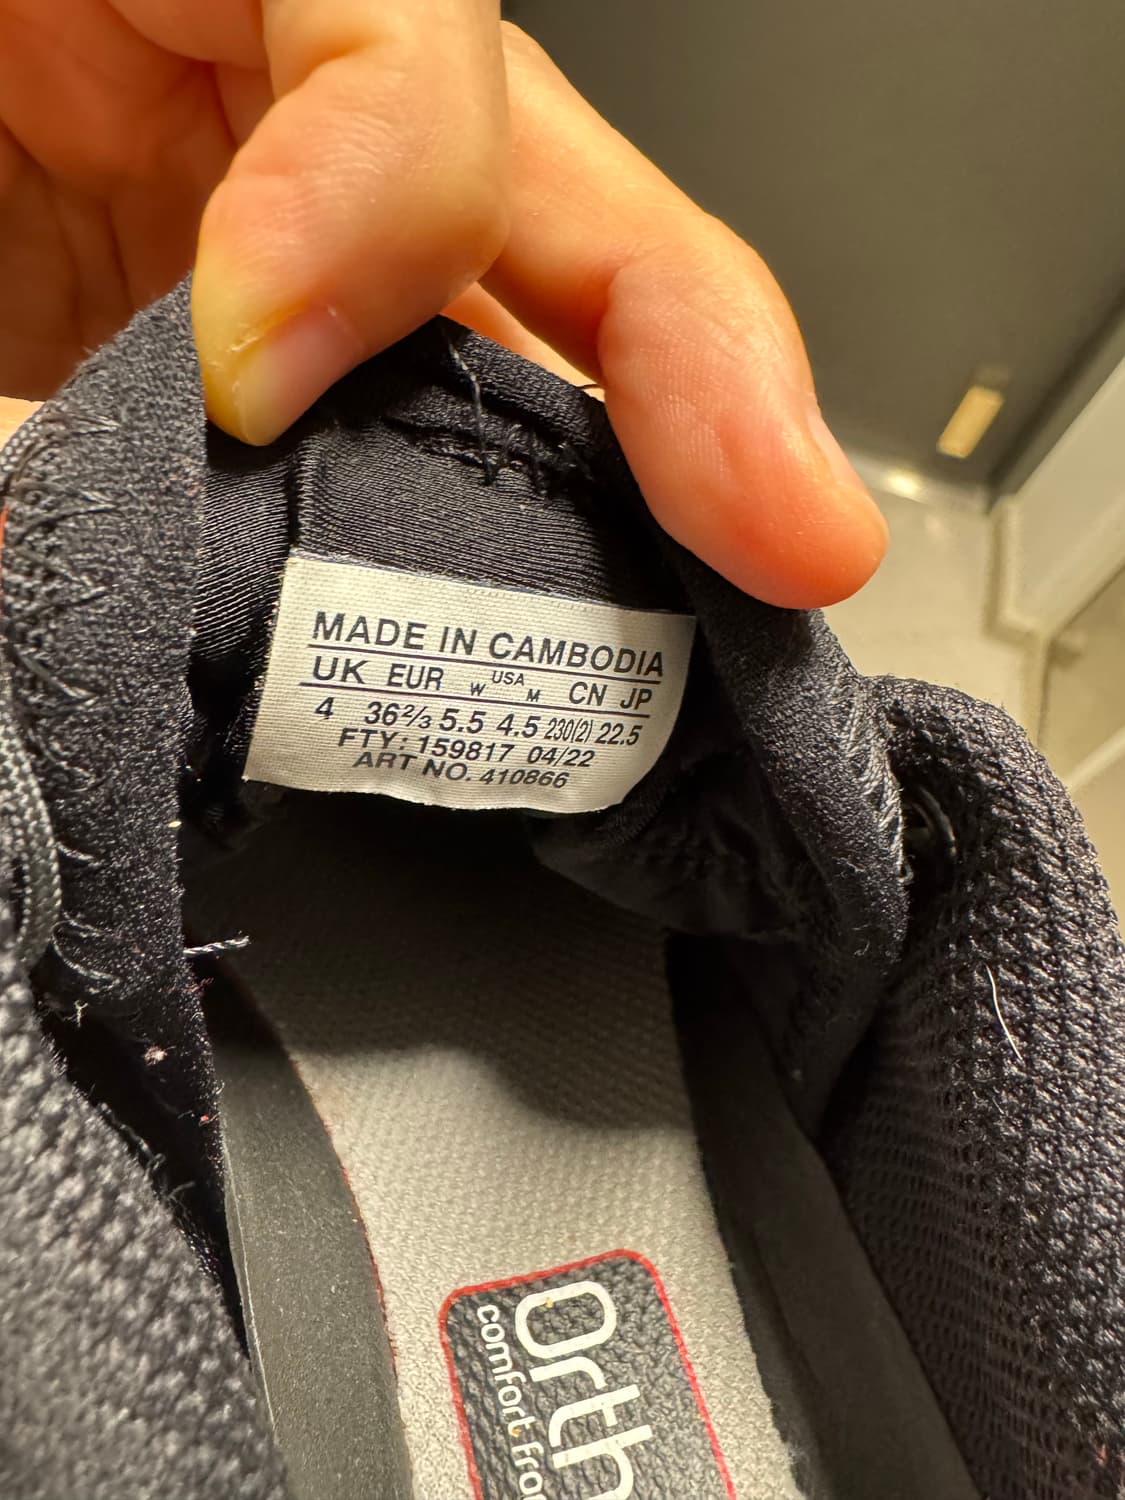 MADE IN CAMBODIA
UK EUR W USA M CN JP
4 36⅔ 5.5 4.5 230(2) 22.5
FTY: 159817 04/22
ART NO. 410866
Orth
comfort